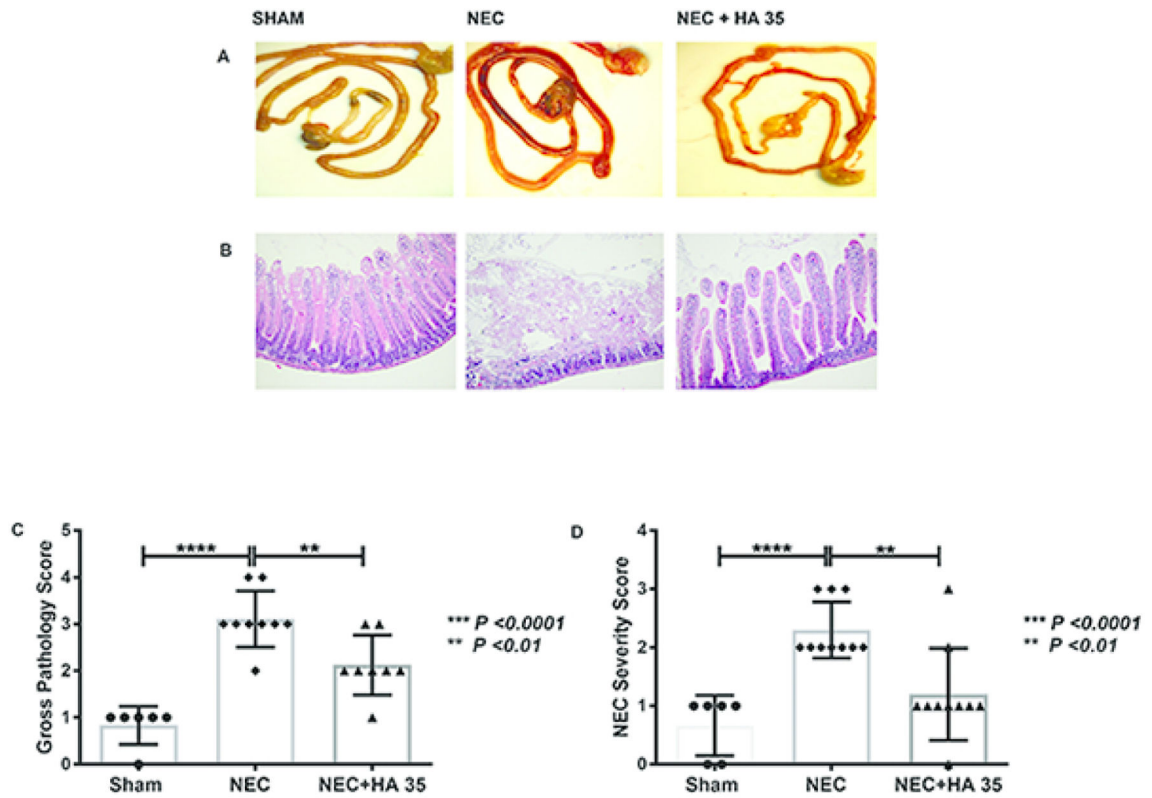 SHAM NEC NEC + HA 35
A
B
C
5
4
3
2
1
0
Gross Pathology Score
**** **
*** P <0.0001
** P <0.01
Sham NEC NEC+HA 35
D
4
3
2
1
0
NEC Severity Score
**** **
*** P <0.0001
** P <0.01
Sham NEC NEC+HA 35